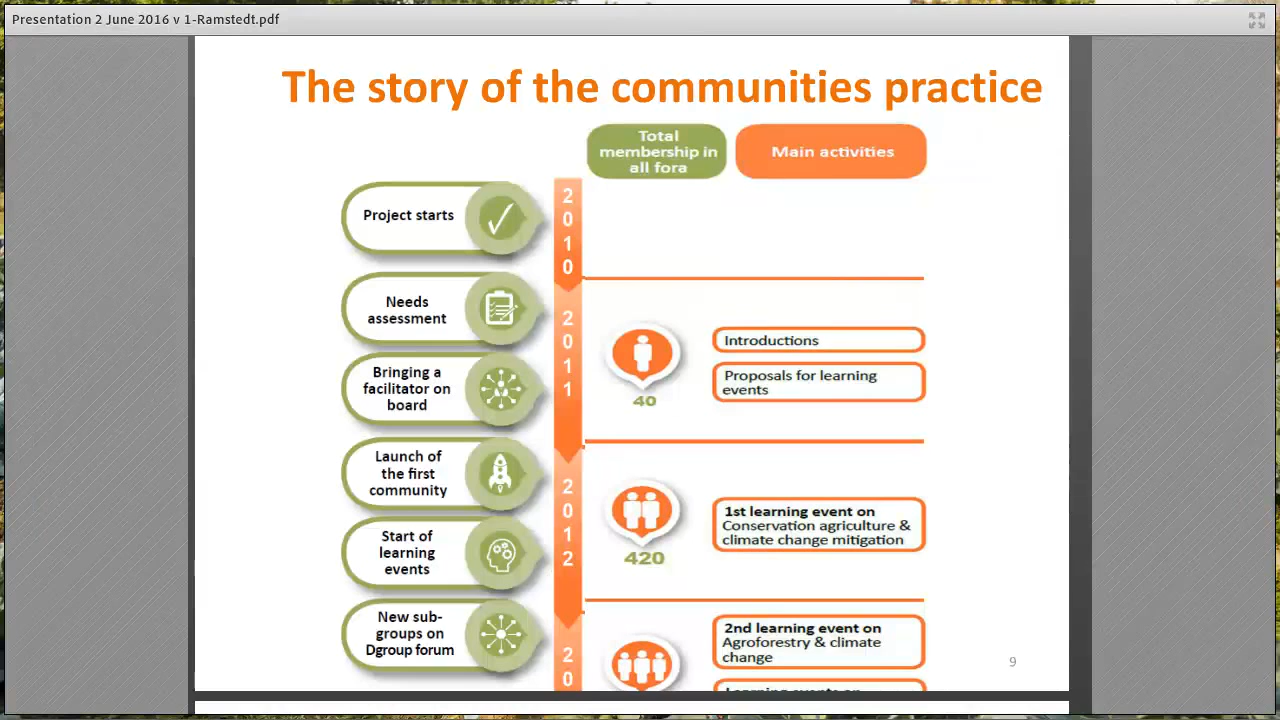 Presentation 2 June 2016 v 1-Ramstedt.pdf
The story of the communities practice
Total
membership in
all fora
Main activities
Project starts
2
0
1
0
Needs
assessment
Bringing a
facilitator on
board
2
0
1
1
40
Introductions
Proposals for learning
events
Launch of
the first
community
Start of
learning
events
2
0
1
2
420
1st learning event on
Conservation agriculture &
climate change mitigation
New sub-
groups on
Dgroup forum
2
0
2nd learning event on
Agroforestry & climate
change
Learning events on
9